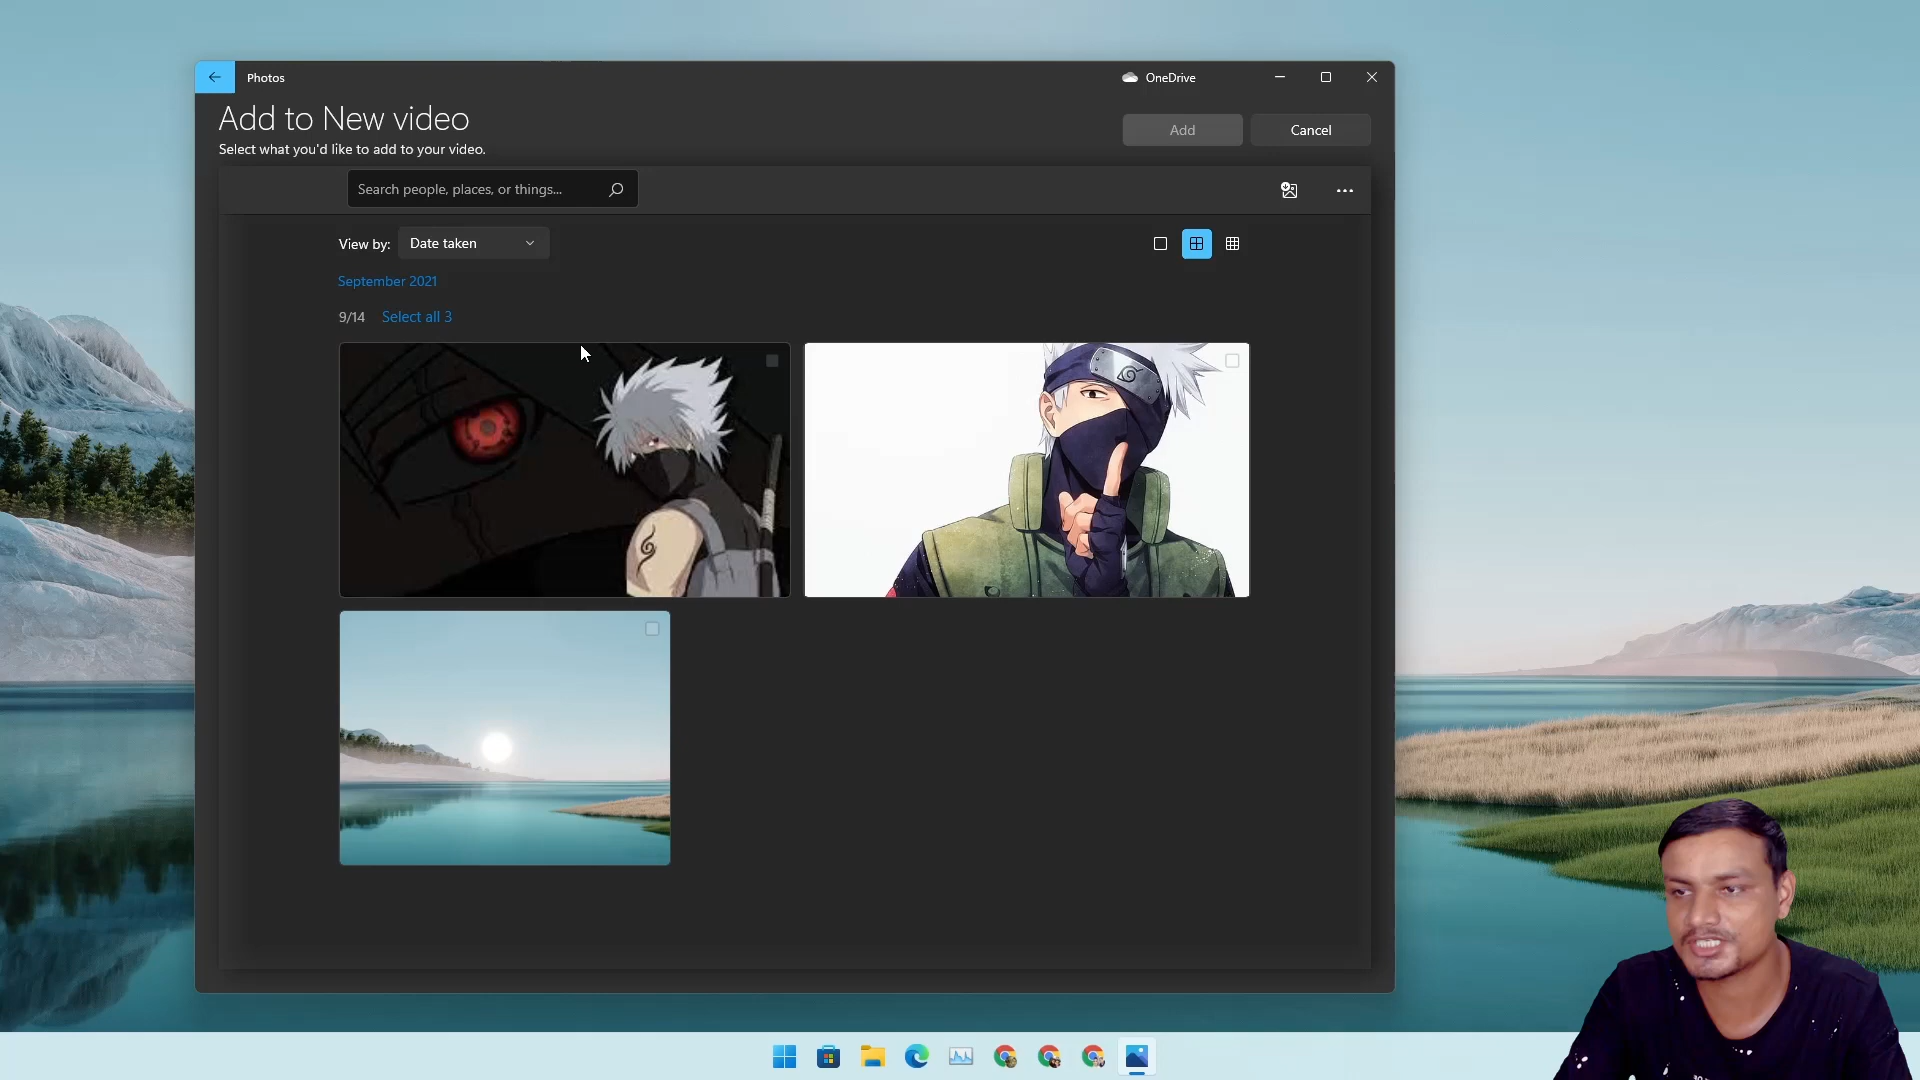 Photos
OneDrive
Add to New video
Select what you'd like to add to your video.
Add
Cancel
Search people, places, or things...
View by:
Date taken
September 2021
9/14
Select all 3